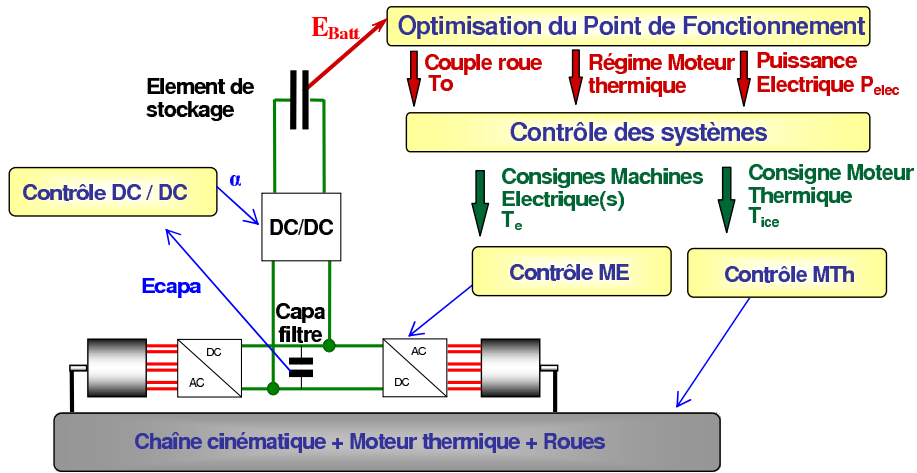 E_Batt
Optimisation du Point de Fonctionnement
Couple roue
To
Régime Moteur
thermique
Puissance
Electrique P_elec
Element de
stockage
Contrôle des systèmes
Contrôle DC / DC
α
DC/DC
Consignes Machines
Electrique(s)
T_e
Consigne Moteur
Thermique
T_ice
Contrôle ME
Contrôle MTh
Ecapa
Capa
filtre
DC
AC
AC
DC
Chaîne cinématique + Moteur thermique + Roues